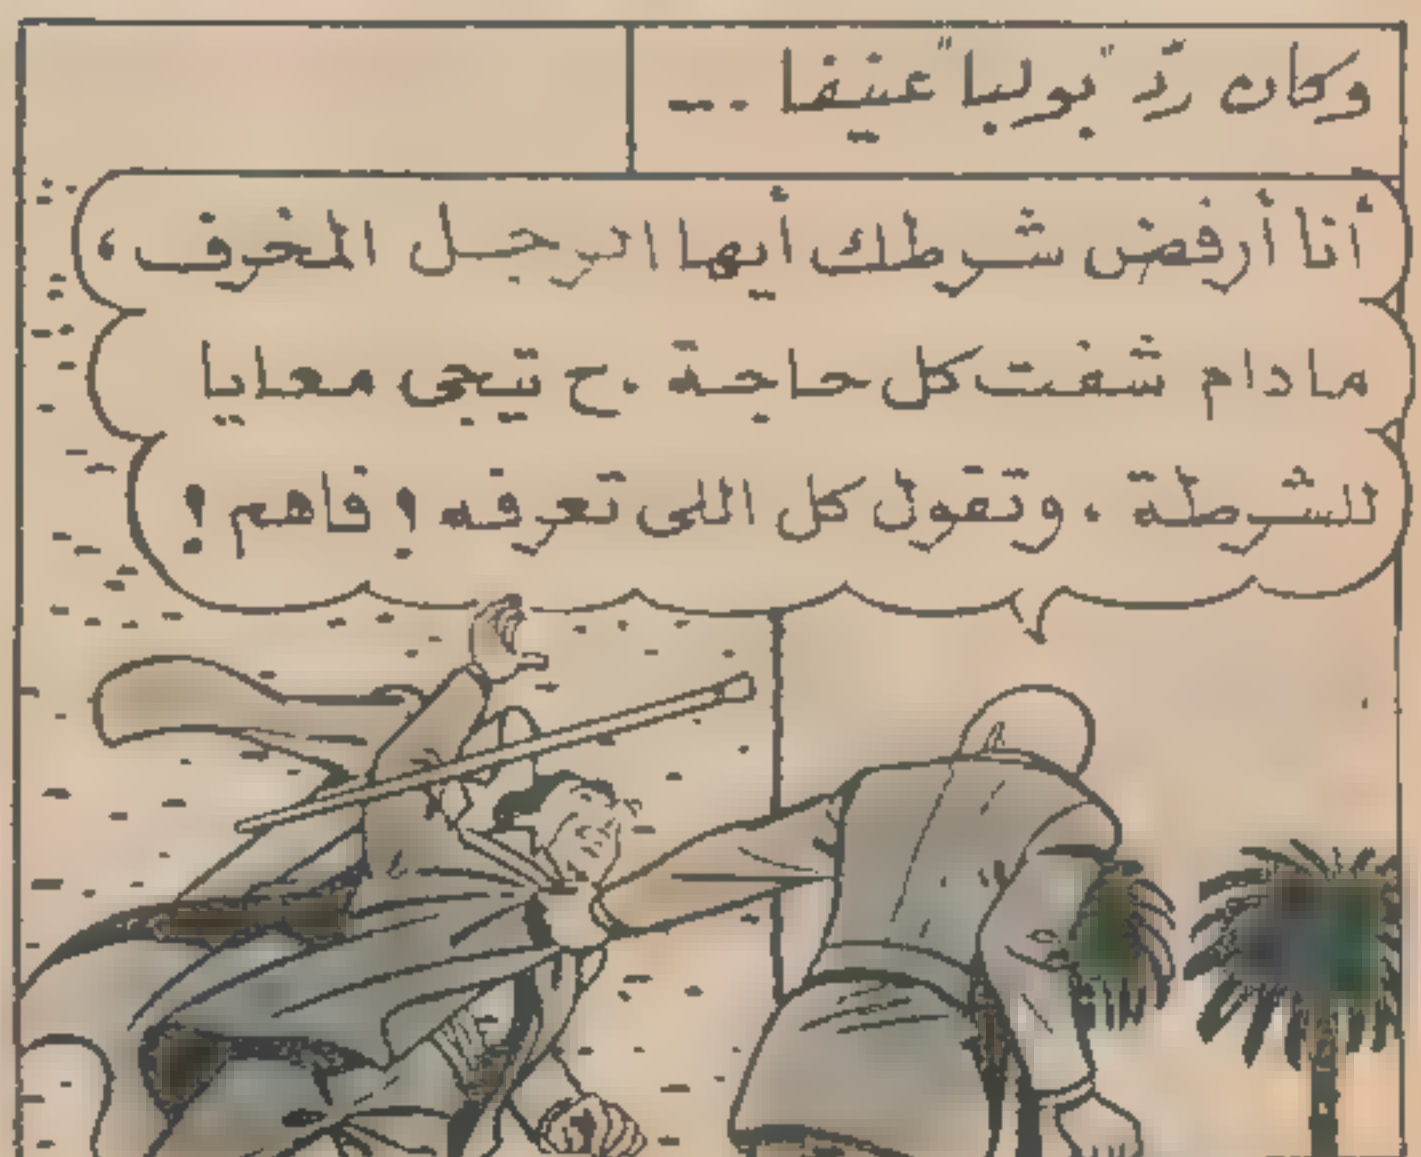 وكان ردّ "بولبا" عنيفا ...
أنا أرفض شرطك أيها الرجل المخرف،
مادام شفت كل حاجة . ح تيجى معايا
للشرطة ، وتقول كل اللى تعرفه ! فاهم !